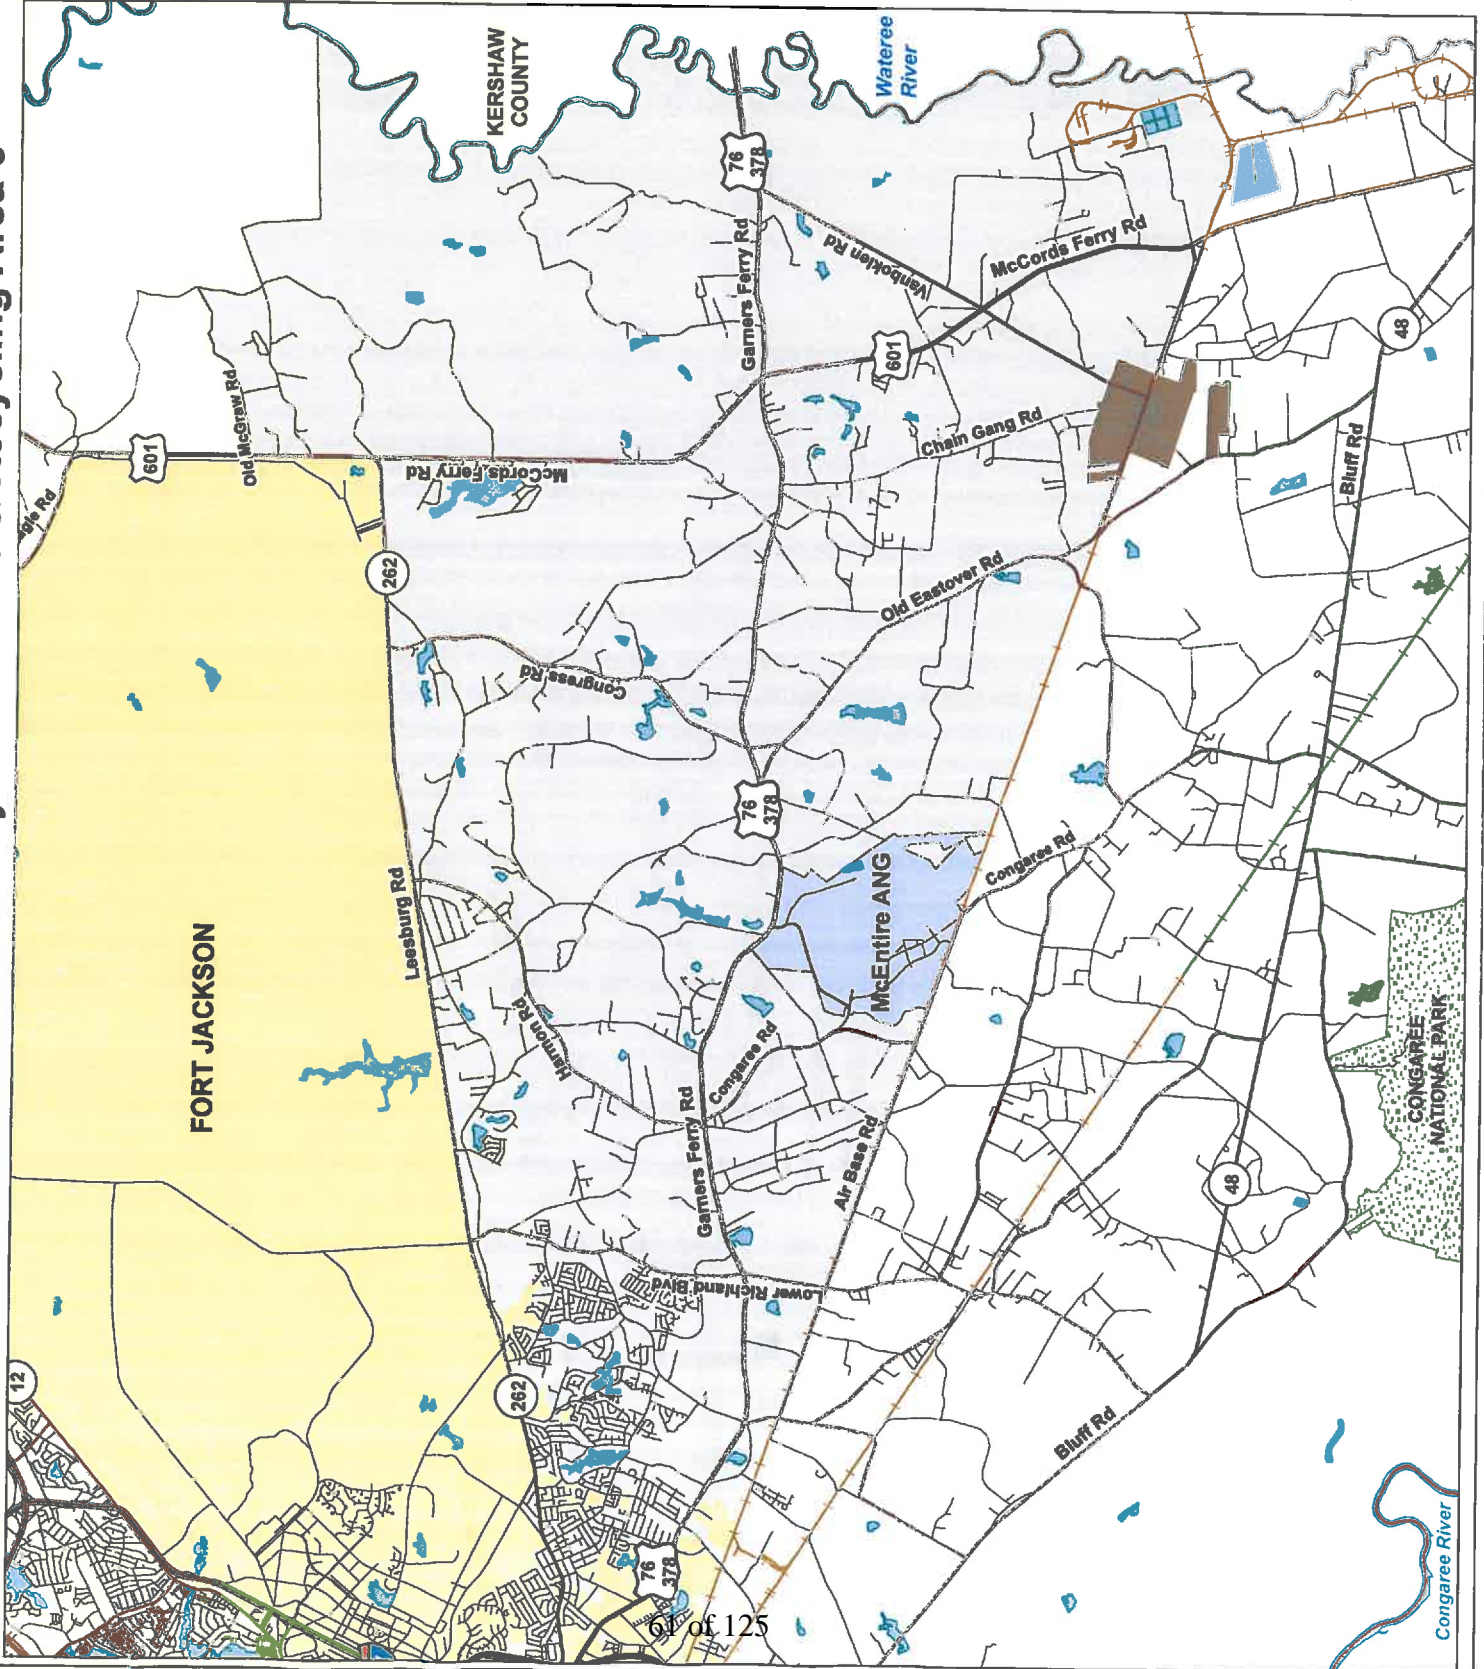 KERSHAW
COUNTY
Wateree
River
76
378
Garners Ferry Rd
Vanboklen Rd
McCords Ferry Rd
601
48
601
Old McGraw Rd
McCords Ferry Rd
Chain Gang Rd
Bluff Rd
gle Rd
262
Old Eastover Rd
Congress Rd
76
378
Leesburg Rd
FORT JACKSON
McEntire ANG
Congaree Rd
Harmon Rd
Congaree Rd
Garners Ferry Rd
Air Base Rd
CONGAREE
NATIONAL PARK
48
Lower Richland Blvd
12
262
Bluff Rd
76
378
Congaree River
61 of 125